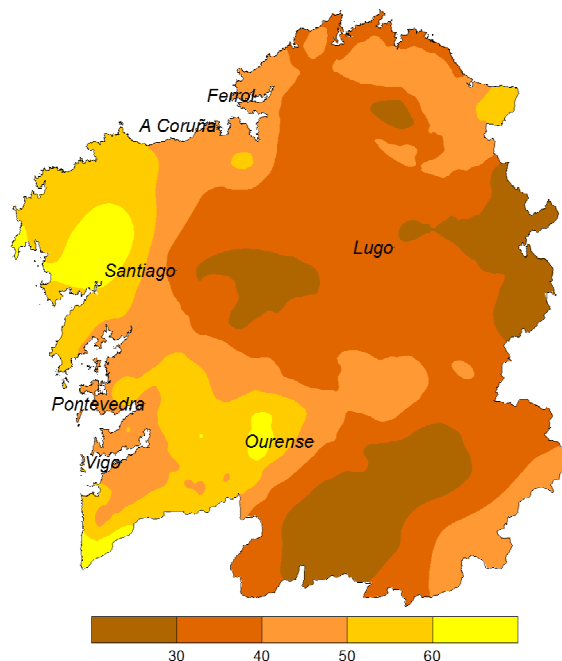 Ferrol
A Coruña
Lugo
Santiago
Pontevedra
Ourense
Vigo
30 40 50 60